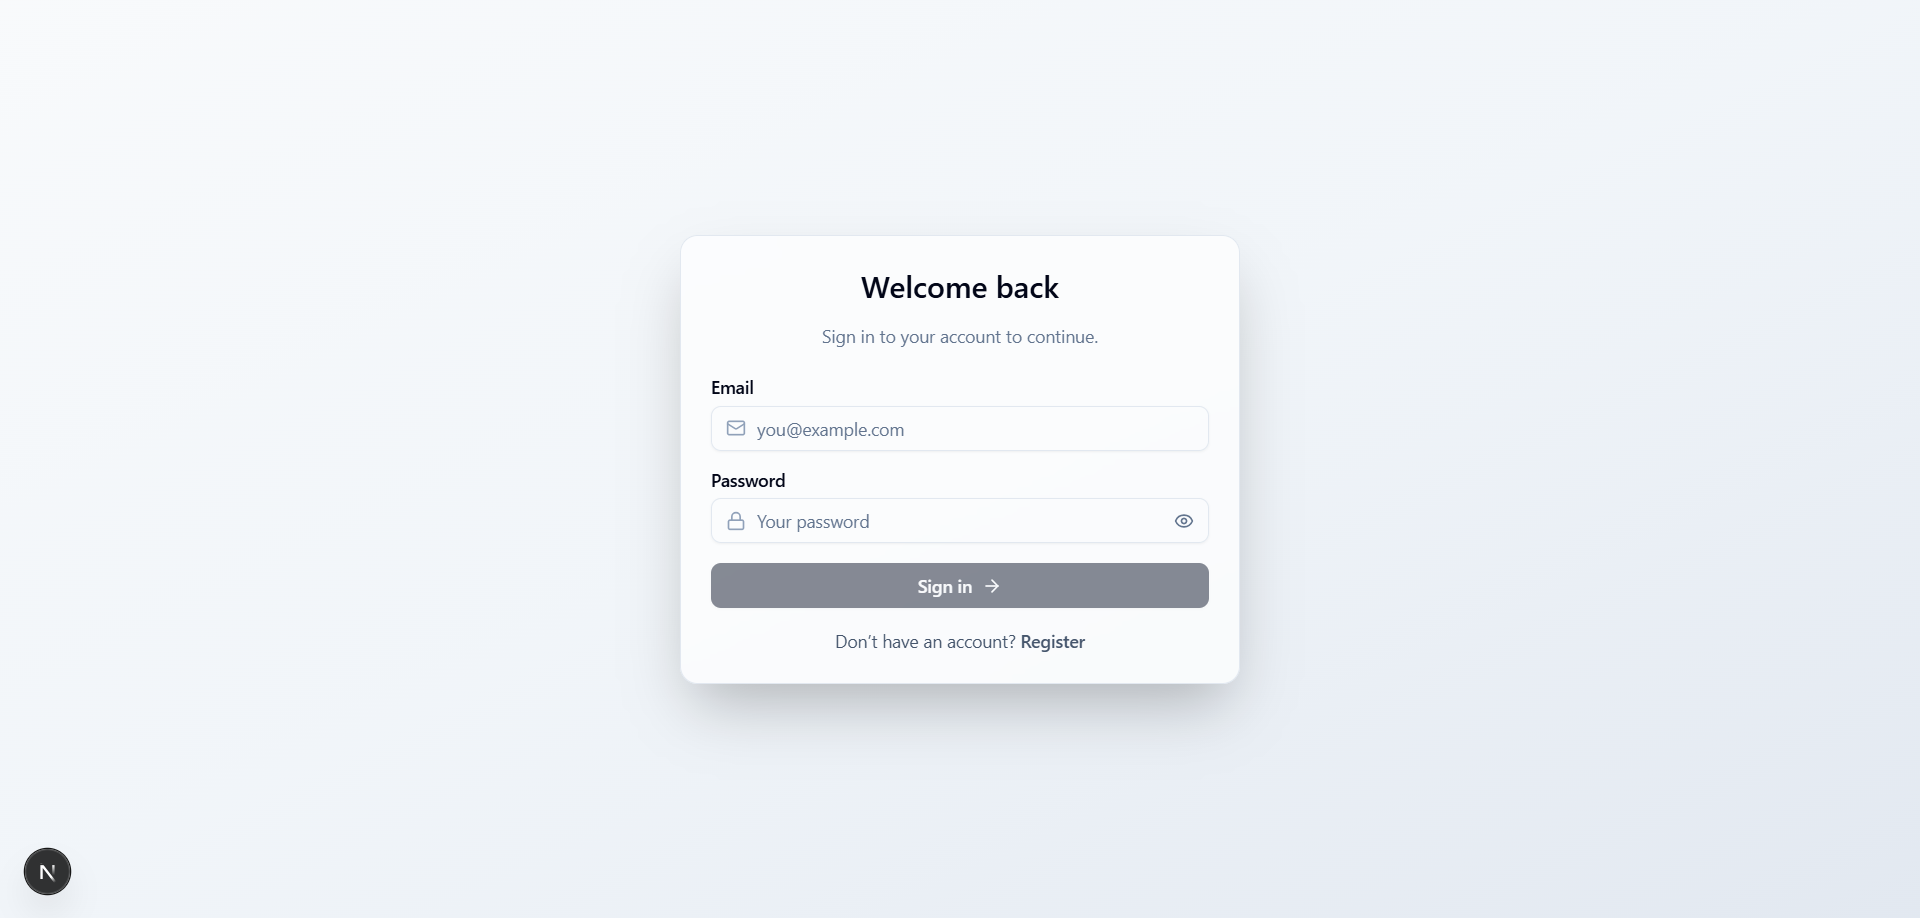 Welcome back
Sign in to your account to continue.
Email
you@example.com
Password
Your password
Sign in
Don’t have an account? Register
N